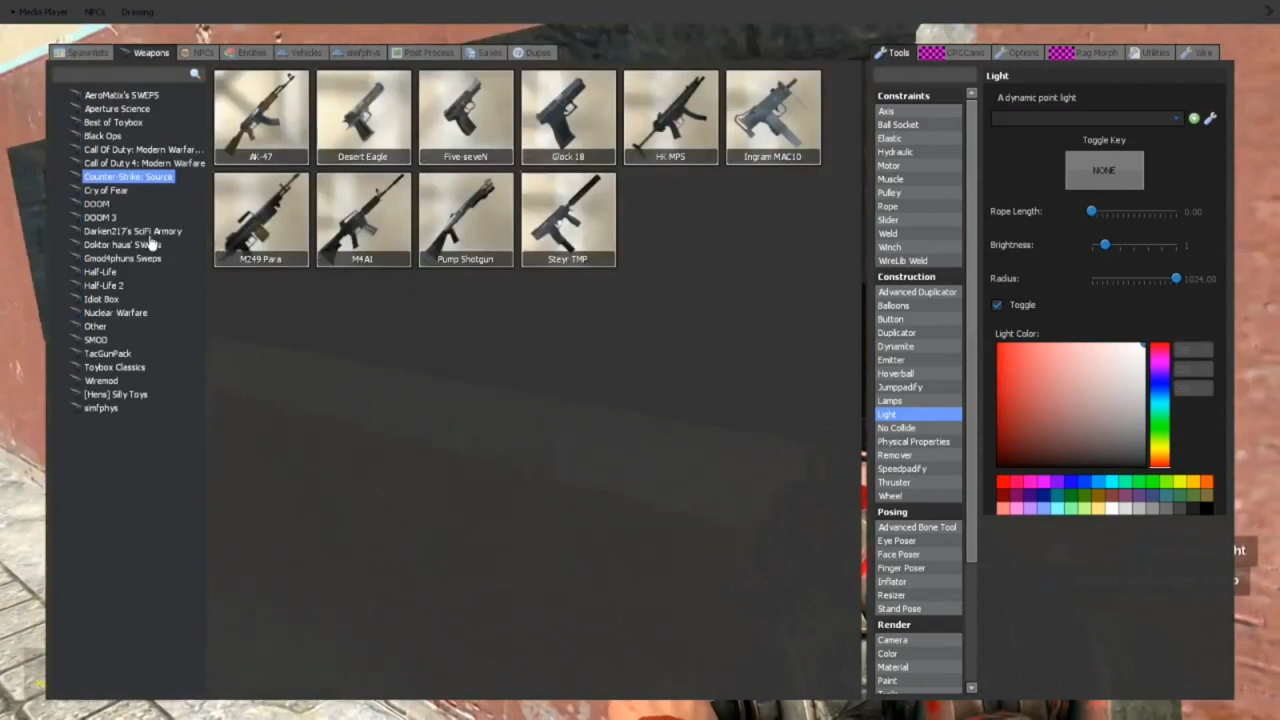 Media Player NPCs Drawing
Spawnlists Weapons NPCs Entities Vehicles simfphys Post Process Saves Dupes
Tools CRCCams Options Rag Morph Utilities Wire
AeroMatix's SWEPS
Aperture Science
Best of Toybox
Black Ops
Call Of Duty: Modern Warfar...
Call of Duty 4: Modern Warfare
Counter-Strike: Source
Cry of Fear
DOOM
DOOM 3
Darken217's SciFi Armory
Doktor haus'
Gmod4phuns Sweps
Half-Life
Half-Life 2
Idiot Box
Nuclear Warfare
Other
SMOD
TacGunPack
Toybox Classics
Wiremod
[Hens] Silly Toys
simfphys
AK-47
Desert Eagle
Five-seveN
Glock 18
HK MP5
Ingram MAC10
M249 Para
M4A1
Pump Shotgun
Steyr TMP
Constraints
Axis
Ball Socket
Elastic
Hydraulic
Motor
Muscle
Pulley
Rope
Slider
Weld
Winch
WireLib Weld
Construction
Advanced Duplicator
Balloons
Button
Duplicator
Dynamite
Emitter
Hoverball
Jumppadify
Lamps
Light
No Collide
Physical Properties
Remover
Speedpadify
Thruster
Wheel
Posing
Advanced Bone Tool
Eye Poser
Face Poser
Finger Poser
Inflator
Resizer
Stand Pose
Render
Camera
Color
Material
Paint
Light
A dynamic point light
Toggle Key
NONE
Rope Length: 0.00
Brightness: 1
Radius: 1024.00
Toggle
Light Color:
ht